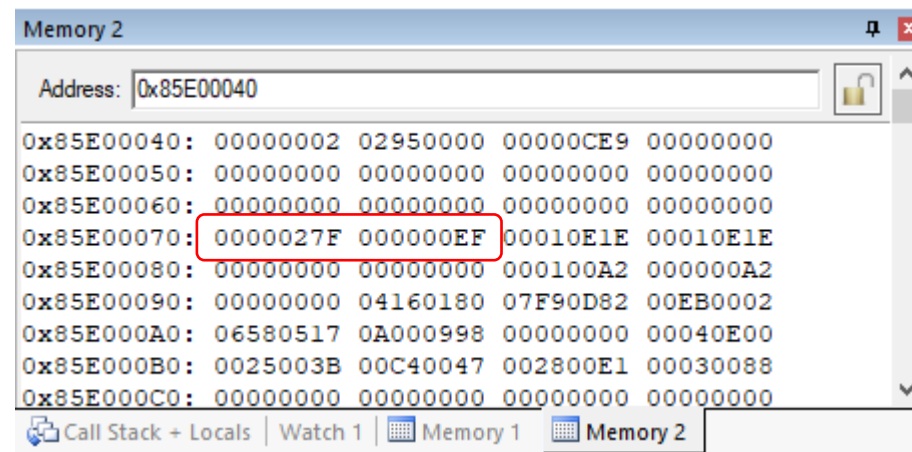 Memory 2
Address: 0x85E00040
0x85E00040: 00000002 02950000 00000CE9 00000000
0x85E00050: 00000000 00000000 00000000 00000000
0x85E00060: 00000000 00000000 00000000 00000000
0x85E00070: 0000027F 000000EF 00010E1E 00010E1E
0x85E00080: 00000000 00000000 000100A2 000000A2
0x85E00090: 00000000 04160180 07F90D82 00EB0002
0x85E000A0: 06580517 0A000998 00000000 00040E00
0x85E000B0: 0025003B 00C40047 002800E1 00030088
0x85E000C0: 00000000 00000000 00000000 00000000
Call Stack + Locals Watch 1 Memory 1 Memory 2